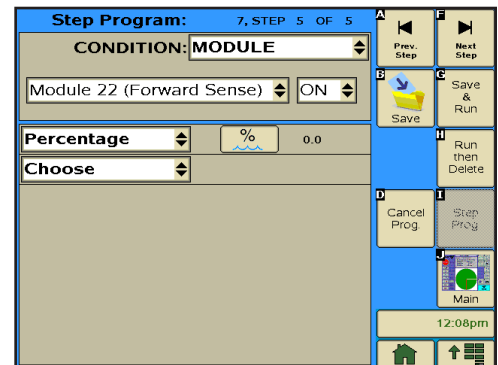 Step Program: 7, STEP 5 OF 5
CONDITION: MODULE
Module 22 (Forward Sense) ON
Percentage % 0.0
Choose
A
Prev.
Step
F
Next
Step
B
Save
G
Save
&
Run
H
Run
then
Delete
D
Cancel
Prog.
I
Step
Prog
J
Main
12:08pm